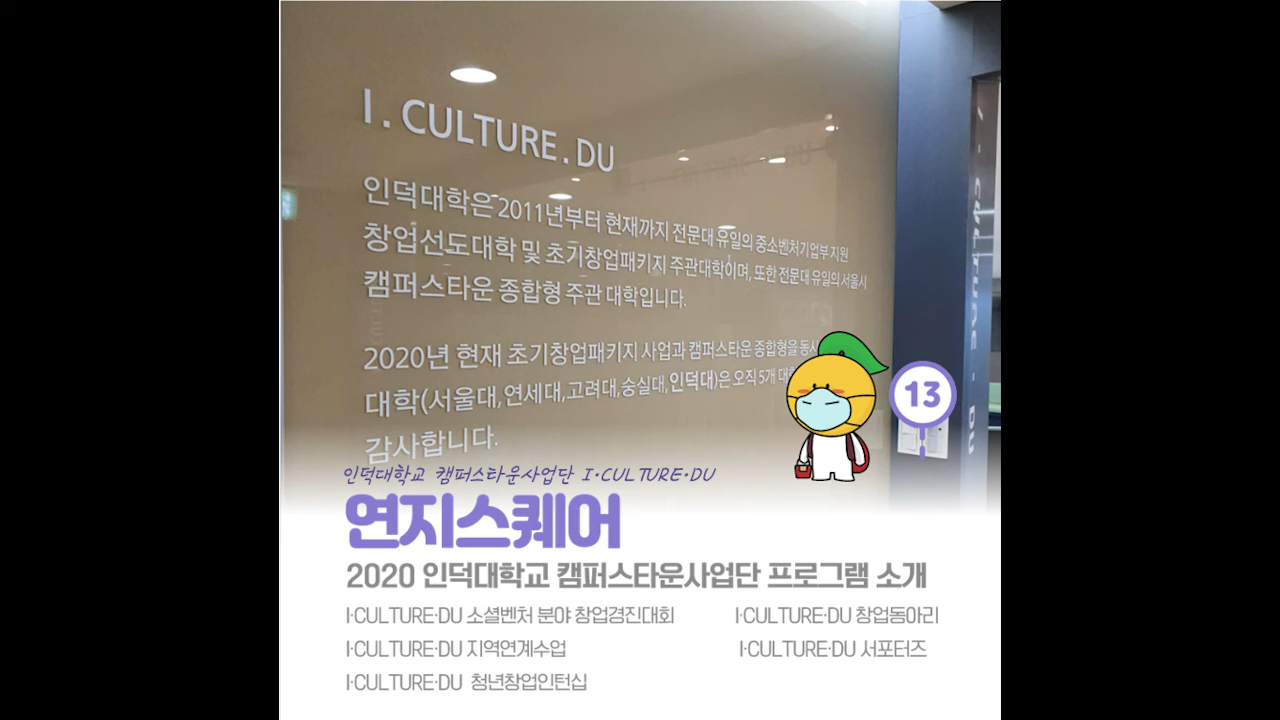 I . CULTURE . DU
인덕대학은 2011년부터 현재까지 전문대 유일의 중소벤처기업부 지원
창업선도대학 및 초기창업패키지 주관대학이며, 또한 전문대 유일의 서울시
캠퍼스타운 종합형 주관 대학입니다.
2020년 현재 초기창업패키지 사업과 캠퍼스타운 종합형을 동시
대학(서울대,연세대,고려대,숭실대,인덕대)은 오직 5개 대학
감사합니다.
13
인덕대학교 캠퍼스타운사업단 I·CULTURE·DU
연지스퀘어
2020 인덕대학교 캠퍼스타운사업단 프로그램 소개
I·CULTURE·DU 소셜벤처 분야 창업경진대회 I·CULTURE·DU 창업동아리
I·CULTURE·DU 지역연계수업 I·CULTURE·DU 서포터즈
I·CULTURE·DU 청년창업인턴십